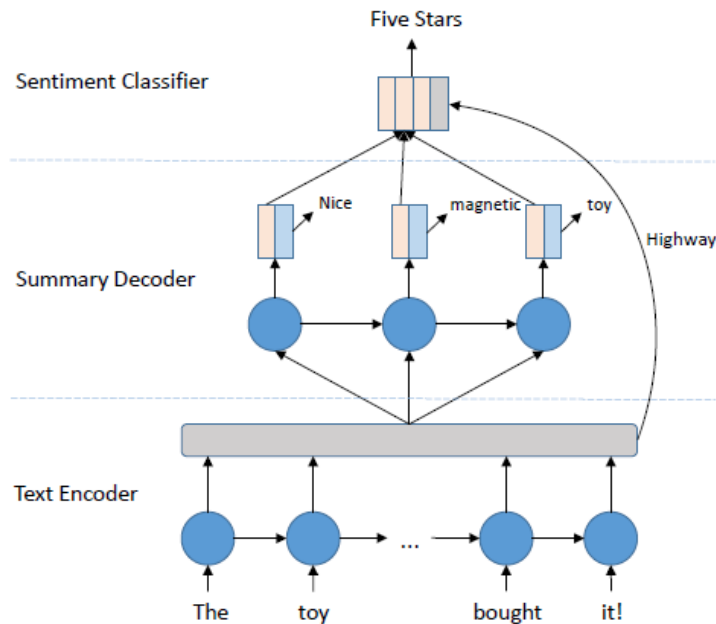 Five Stars
Sentiment Classifier
Nice
magnetic
toy
Highway
Summary Decoder
Text Encoder
...
The
toy
bought
it!